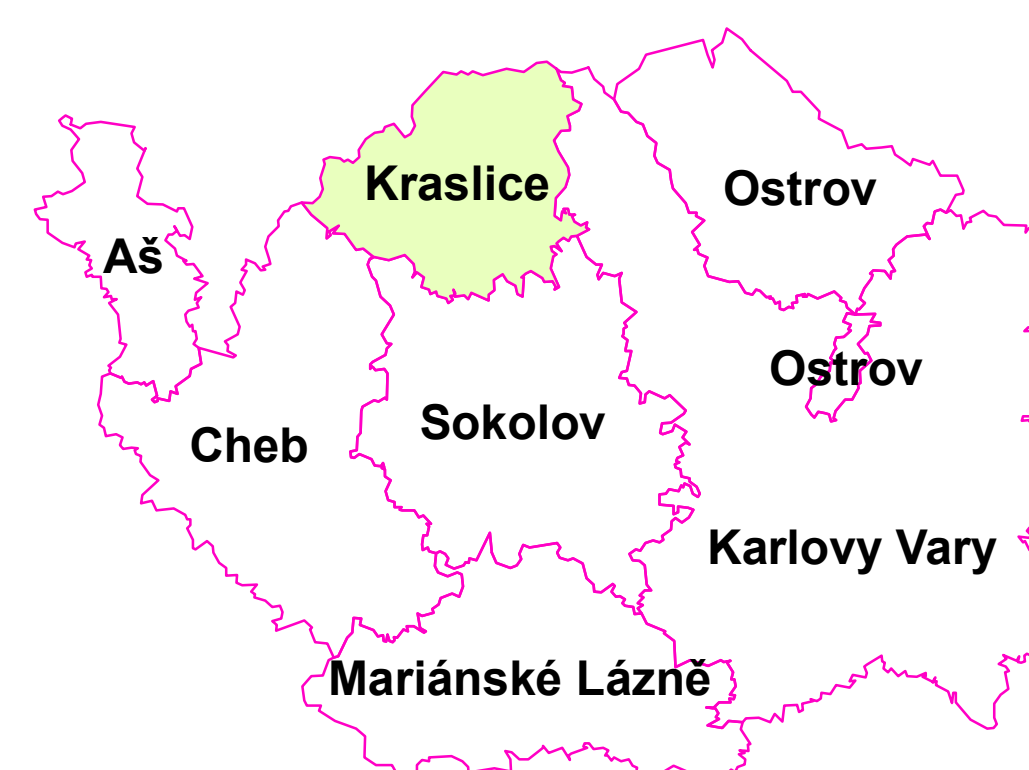 Kraslice
Ostrov
Aš
Ostrov
Sokolov
Cheb
Karlovy Vary
Mariánské Lázně